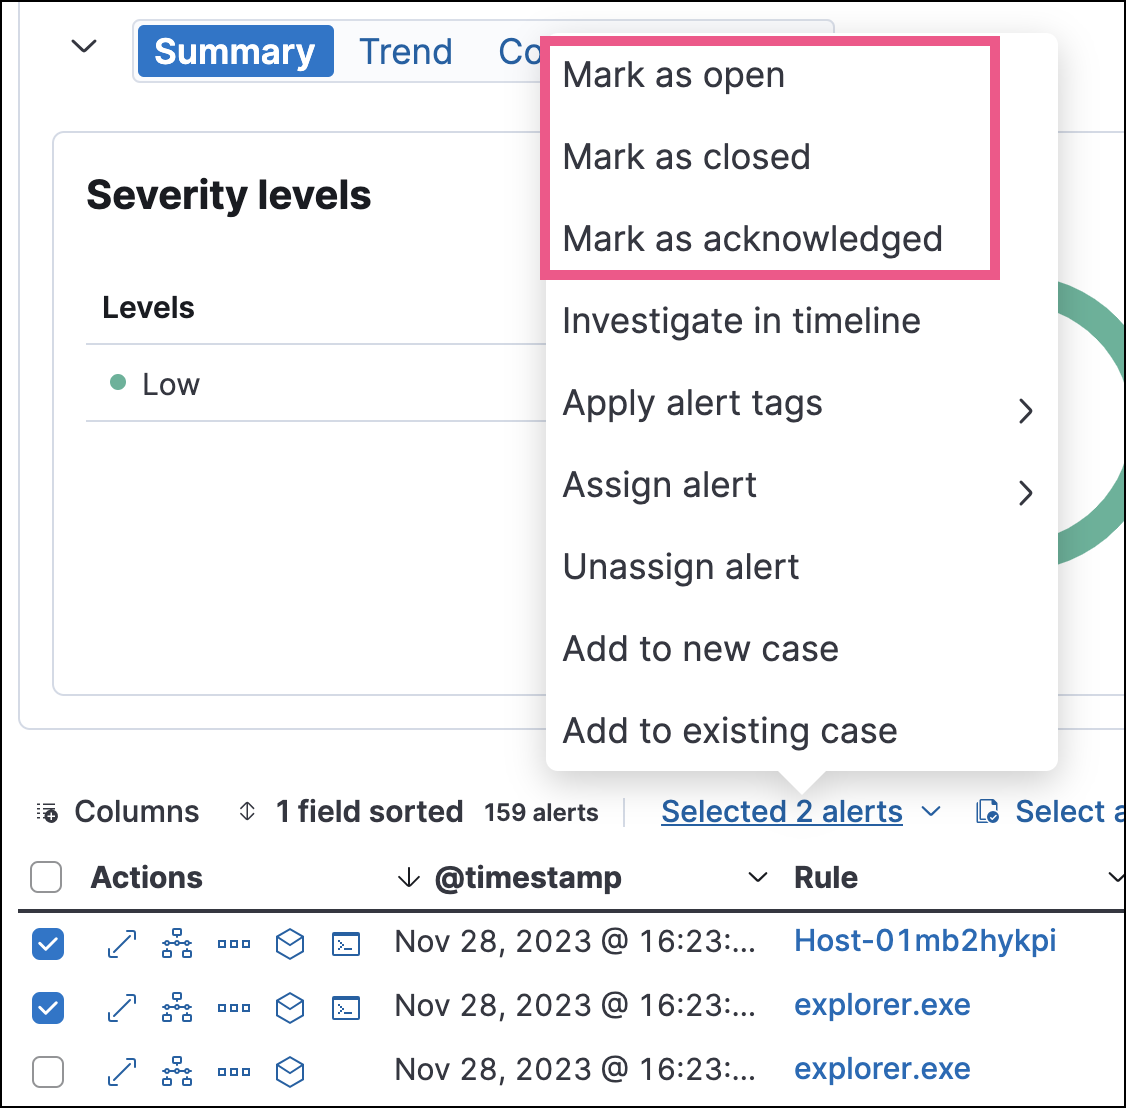 Summary Trend Co
Mark as open
Mark as closed
Mark as acknowledged
Investigate in timeline
Apply alert tags
Assign alert
Unassign alert
Add to new case
Add to existing case
Severity levels
Levels
Low
Columns 1 field sorted 159 alerts Selected 2 alerts Select a
Actions @timestamp Rule
Nov 28, 2023 @ 16:23:... Host-01mb2hykpi
Nov 28, 2023 @ 16:23:... explorer.exe
Nov 28, 2023 @ 16:23:... explorer.exe